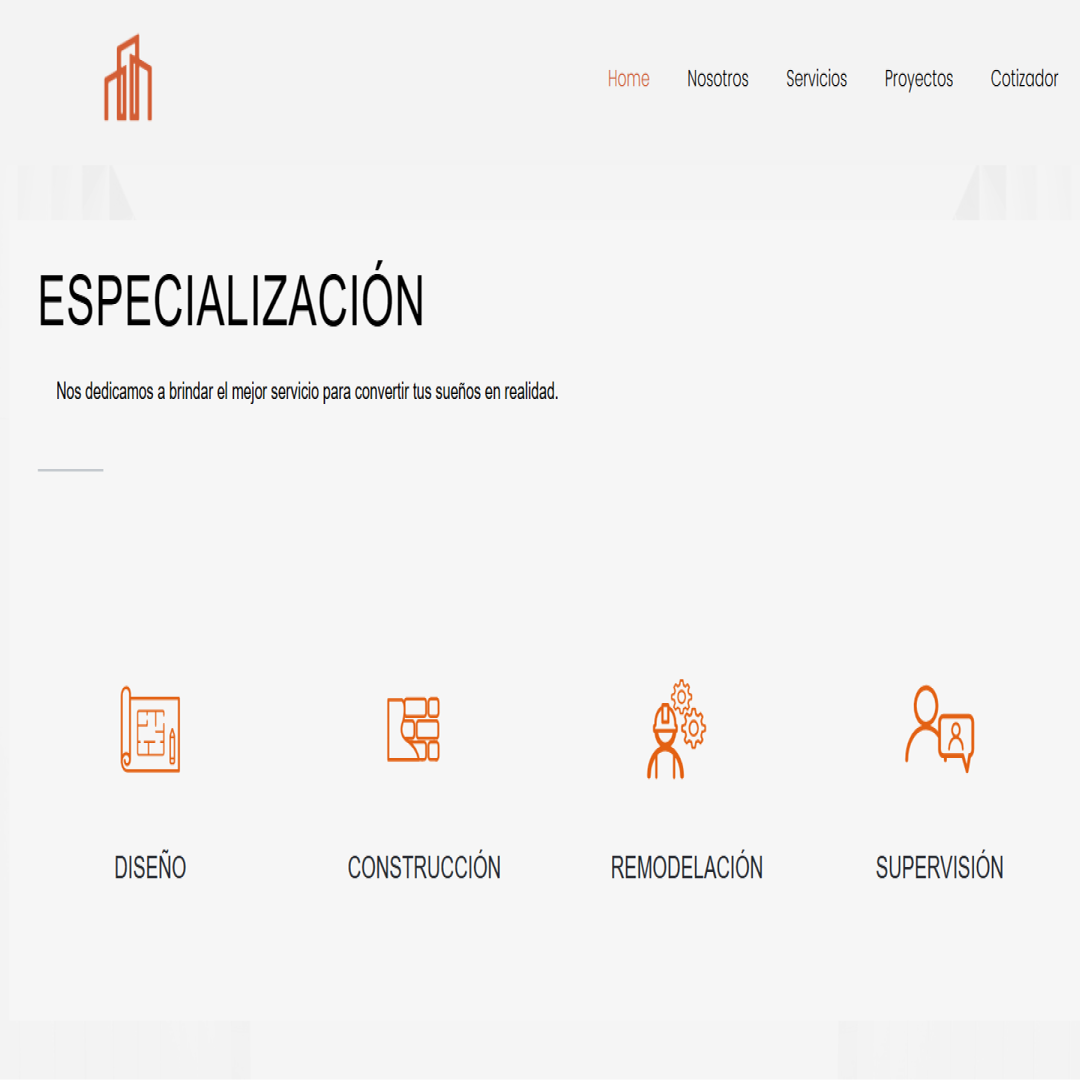 Home Nosotros Servicios Proyectos Cotizador
ESPECIALIZACIÓN
Nos dedicamos a brindar el mejor servicio para convertir tus sueños en realidad.
DISEÑO CONSTRUCCIÓN REMODELACIÓN SUPERVISIÓN